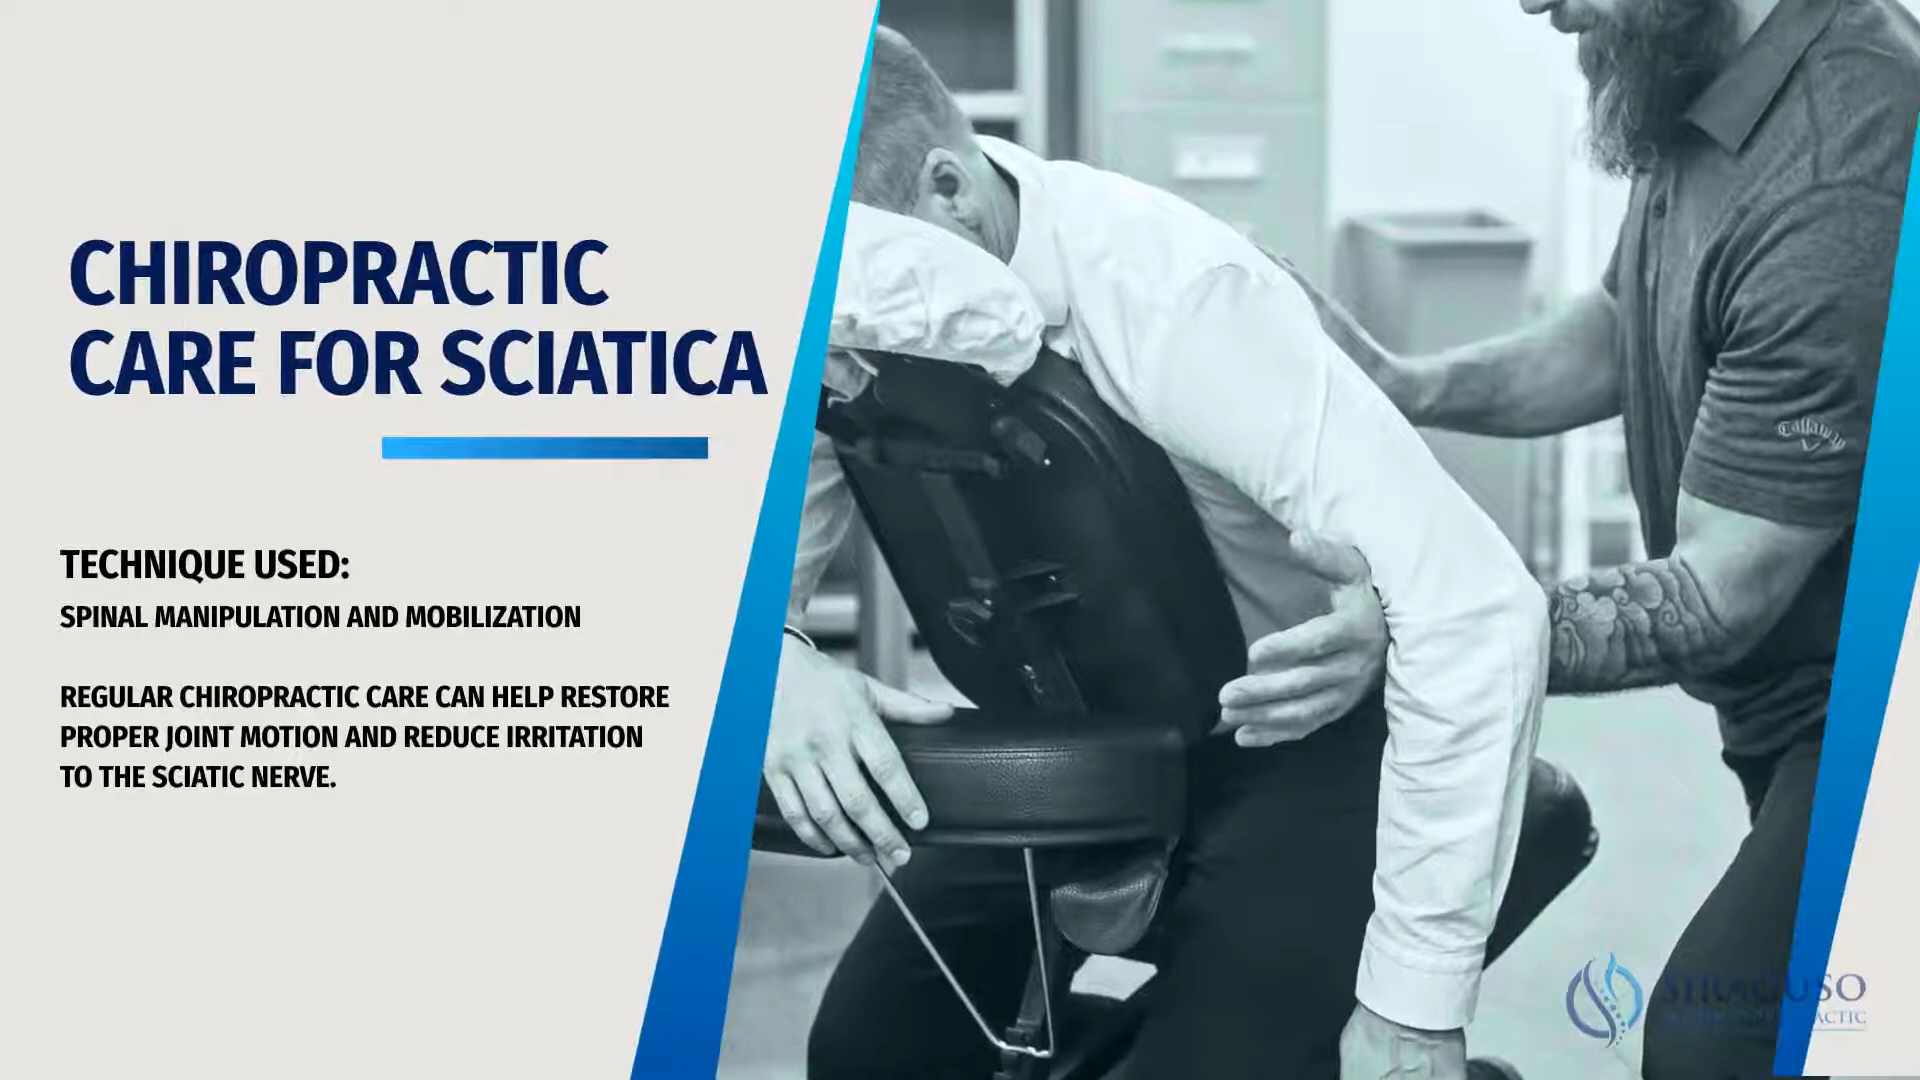 CHIROPRACTIC
CARE FOR SCIATICA
TECHNIQUE USED:
SPINAL MANIPULATION AND MOBILIZATION
REGULAR CHIROPRACTIC CARE CAN HELP RESTORE
PROPER JOINT MOTION AND REDUCE IRRITATION
TO THE SCIATIC NERVE.
Callaway